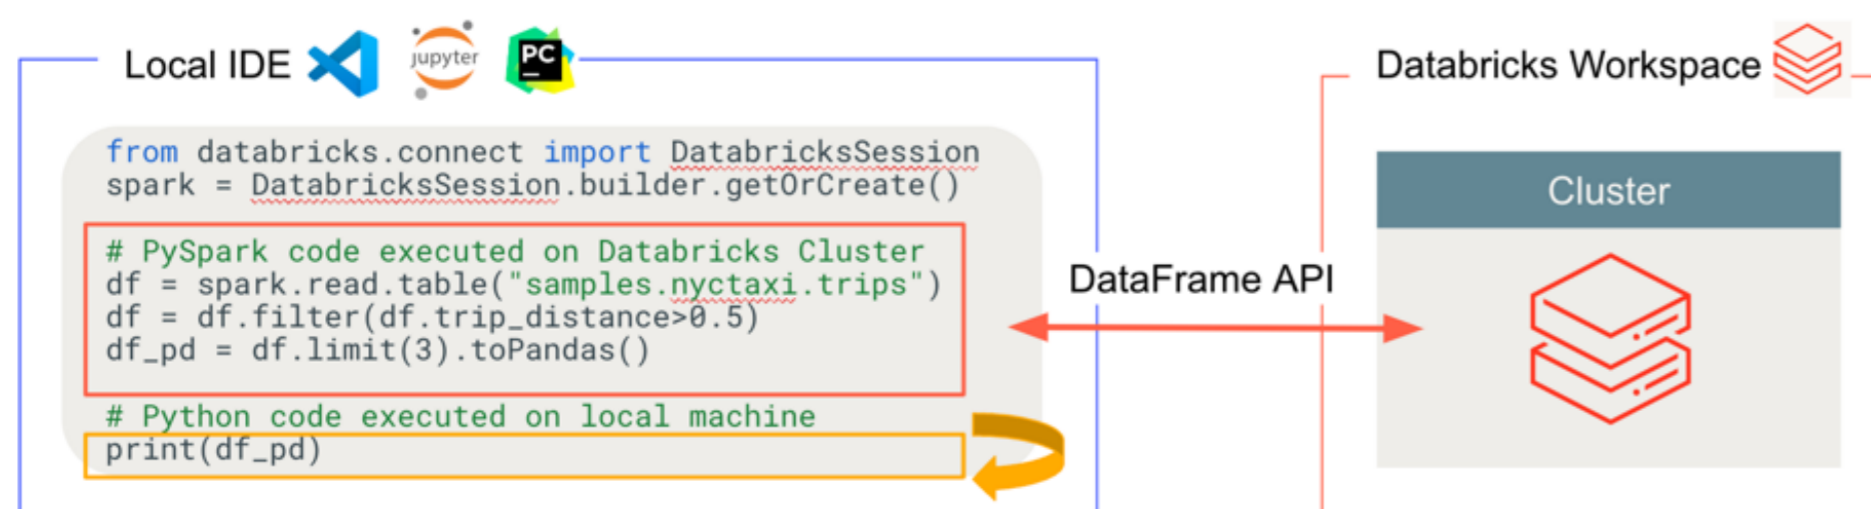 Local IDE
jupyter
PC
from databricks.connect import DatabricksSession
spark = DatabricksSession.builder.getOrCreate()
# PySpark code executed on Databricks Cluster
df = spark.read.table("samples.nyctaxi.trips")
df = df.filter(df.trip_distance>0.5)
df_pd = df.limit(3).toPandas()
# Python code executed on local machine
print(df_pd)
DataFrame API
Databricks Workspace
Cluster